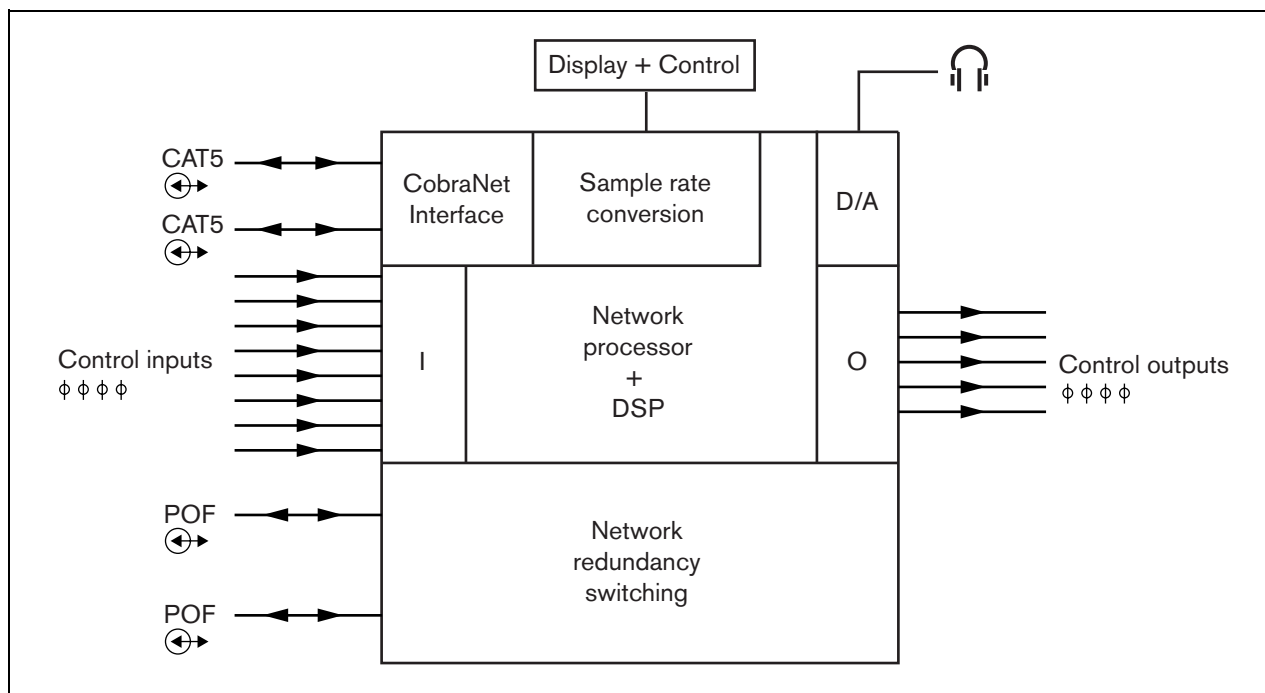 Display + Control
CAT5
CobraNet
Interface
Sample rate
conversion
D/A
CAT5
Control inputs
φ φ φ φ
I
Network
processor
+
DSP
O
Control outputs
φ φ φ φ
POF
Network
redundancy
switching
POF